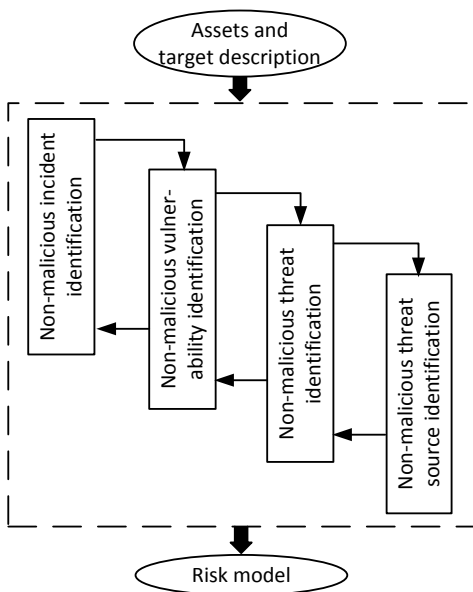 Assets and
target description
Non-malicious incident
identification
Non-malicious vulner-
ability identification
Non-malicious threat
identification
Non-malicious threat
source identification
Risk model